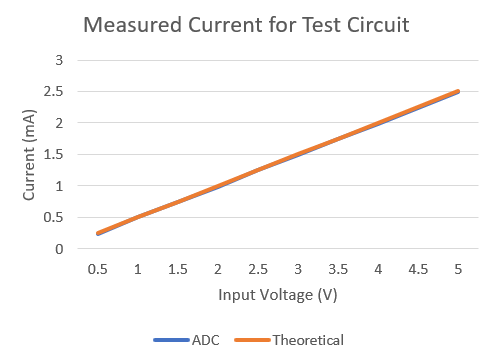 Measured Current for Test Circuit
3
2.5
2
1.5
1
0.5
0
Current (mA)
0.5 1 1.5 2 2.5 3 3.5 4 4.5 5
Input Voltage (V)
ADC Theoretical